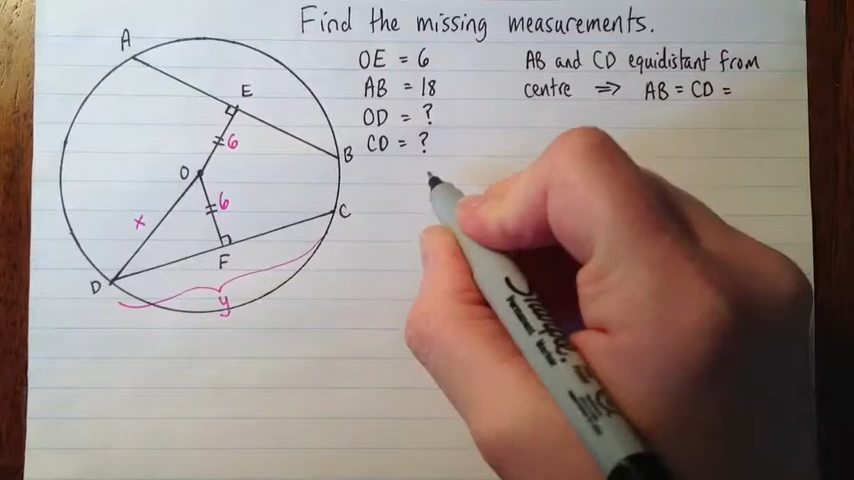 Find the missing measurements.
OE = 6
AB = 18
OD = ?
CD = ?
AB and CD equidistant from
centre ⇒ AB = CD =
A
E
6
B
O
6
x
C
F
D
y
Sharpie